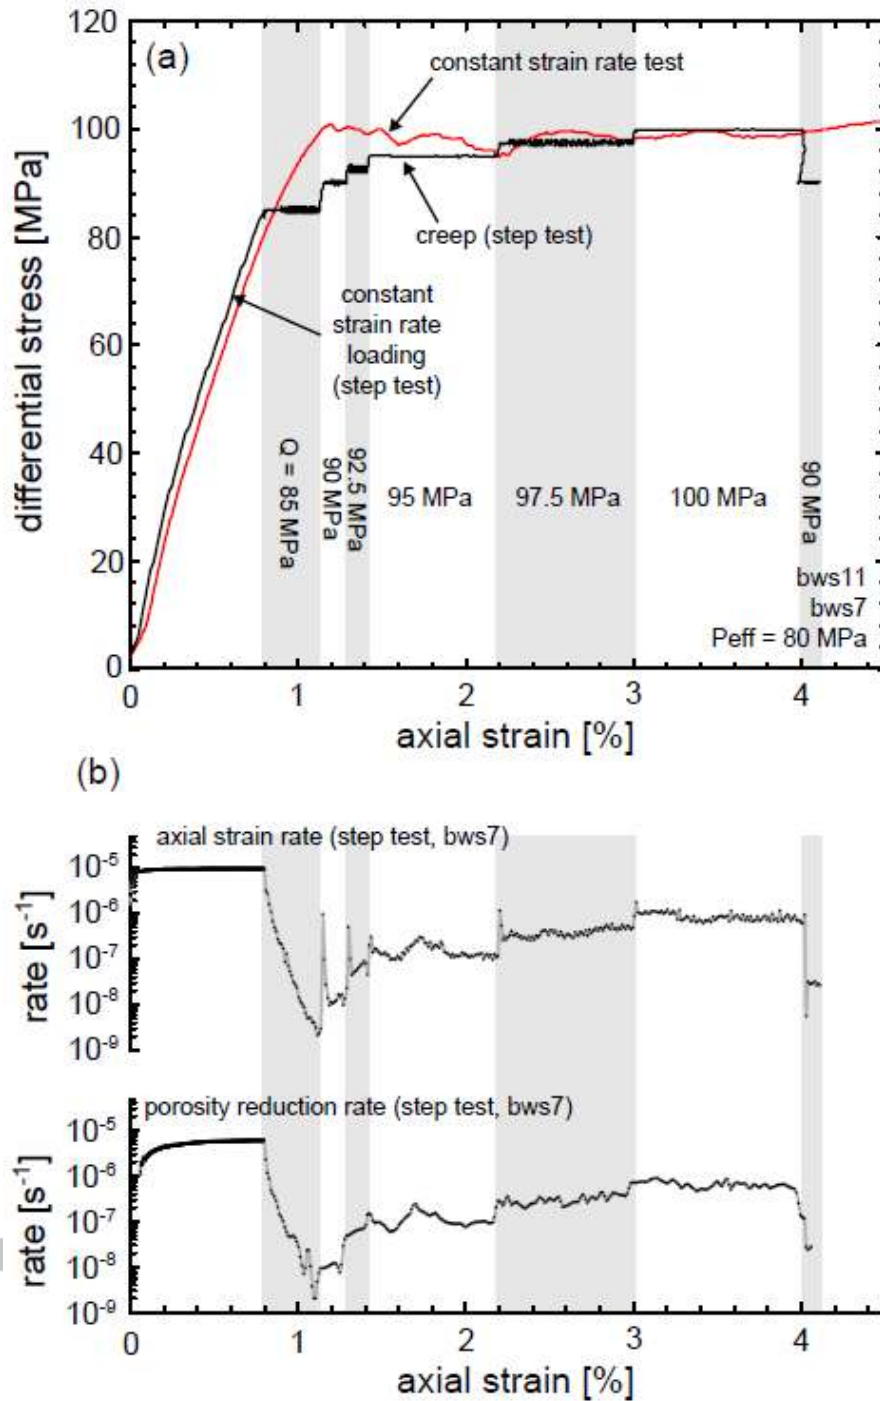 (a)
constant strain rate test
creep (step test)
constant
strain rate
loading
(step test)
Q = 85 MPa
90 MPa
92.5 MPa
95 MPa
97.5 MPa
100 MPa
90 MPa
bws11
bws7
Peff = 80 MPa
differential stress [MPa]
120
100
80
60
40
20
0
0 1 2 3 4
axial strain [%]
(b)
axial strain rate (step test, bws7)
rate [s⁻¹]
10⁻⁵
10⁻⁶
10⁻⁷
10⁻⁸
10⁻⁹
porosity reduction rate (step test, bws7)
rate [s⁻¹]
10⁻⁵
10⁻⁶
10⁻⁷
10⁻⁸
10⁻⁹
0 1 2 3 4
axial strain [%]